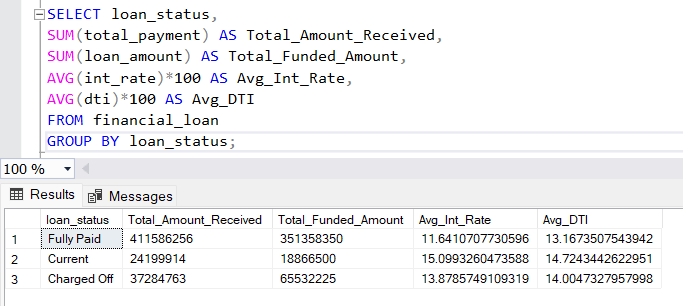 SELECT loan_status,
SUM(total_payment) AS Total_Amount_Received,
SUM(loan_amount) AS Total_Funded_Amount,
AVG(int_rate)*100 AS Avg_Int_Rate,
AVG(dti)*100 AS Avg_DTI
FROM financial_loan
GROUP BY loan_status;
100 %
Results Messages
loan_status Total_Amount_Received Total_Funded_Amount Avg_Int_Rate Avg_DTI
1 Fully Paid 411586256 351358350 11.6410707730596 13.1673507543942
2 Current 24199914 18866500 15.0993260473588 14.7243442622951
3 Charged Off 37284763 65532225 13.8785749109319 14.0047327957998